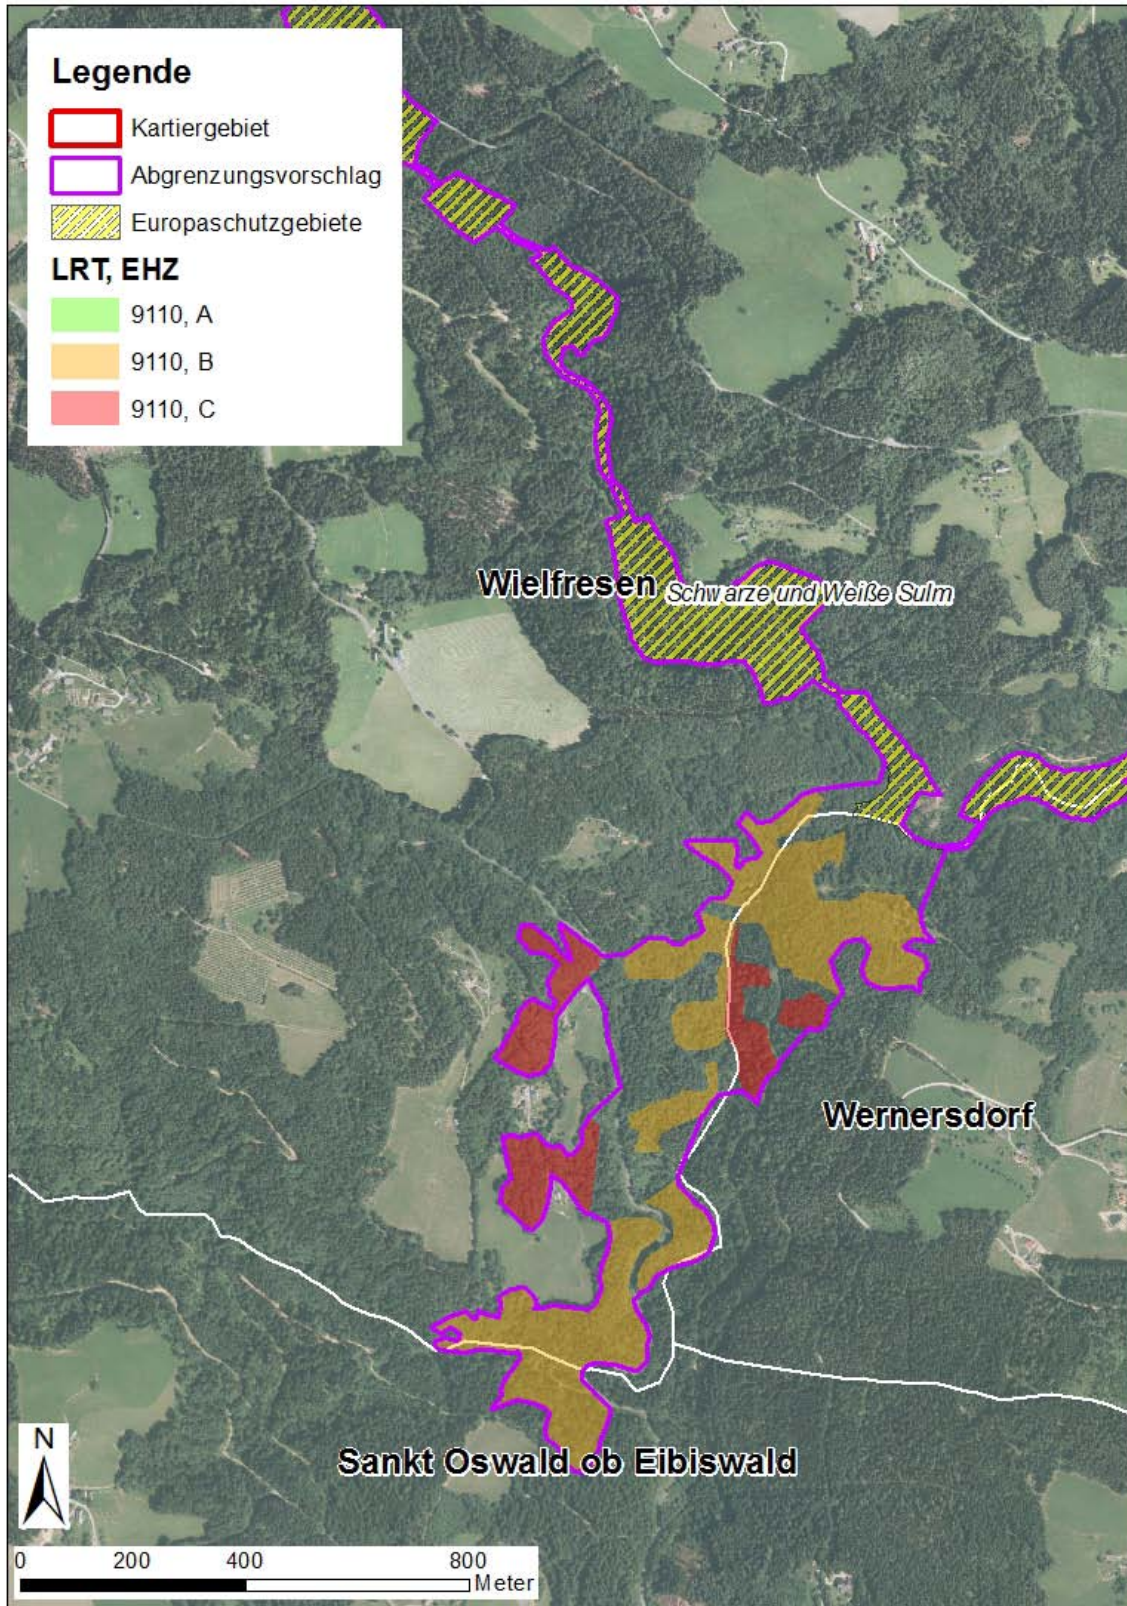 Legende
Kartiergebiet
Abgrenzungsvorschlag
Europaschutzgebiete
LRT, EHZ
9110, A
9110, B
9110, C
Wielfresen
Schwarze und Weiße Sulm
Wernersdorf
Sankt Oswald ob Eibiswald
N
0 200 400 800
Meter